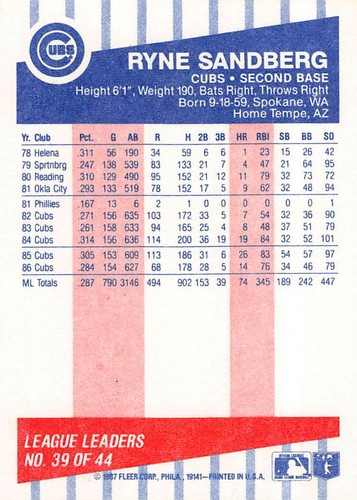 CUBS
RYNE SANDBERG
CUBS • SECOND BASE
Height 6'1", Weight 190, Bats Right, Throws Right
Born 9-18-59, Spokane, WA
Home Tempe, AZ
Yr. Club Pct. G AB R H 2B 3B HR RBI SB BB SO
78 Helena .311 56 190 34 59 6 6 1 23 15 26 42
79 Sprtnbrg .247 138 539 83 133 21 7 4 47 21 64 95
80 Reading .310 129 490 95 152 21 12 11 79 32 73 72
81 Okla City .293 133 519 78 152 17 5 9 62 32 48 94
81 Phillies .167 13 6 2 1 0 0 0 0 0 0 1
82 Cubs .271 156 635 103 172 33 5 7 54 32 36 90
83 Cubs .261 158 633 94 165 25 4 8 48 37 51 79
84 Cubs .314 156 636 114 200 36 19 19 84 32 52 101
85 Cubs .305 153 609 113 186 31 6 26 83 54 57 97
86 Cubs .284 154 627 68 178 28 5 14 76 34 46 79
ML Totals .287 790 3146 494 902 153 39 74 345 189 242 447
LEAGUE LEADERS
NO. 39 OF 44
© 1987 FLEER CORP., PHILA., 19141—PRINTED IN U.S.A.